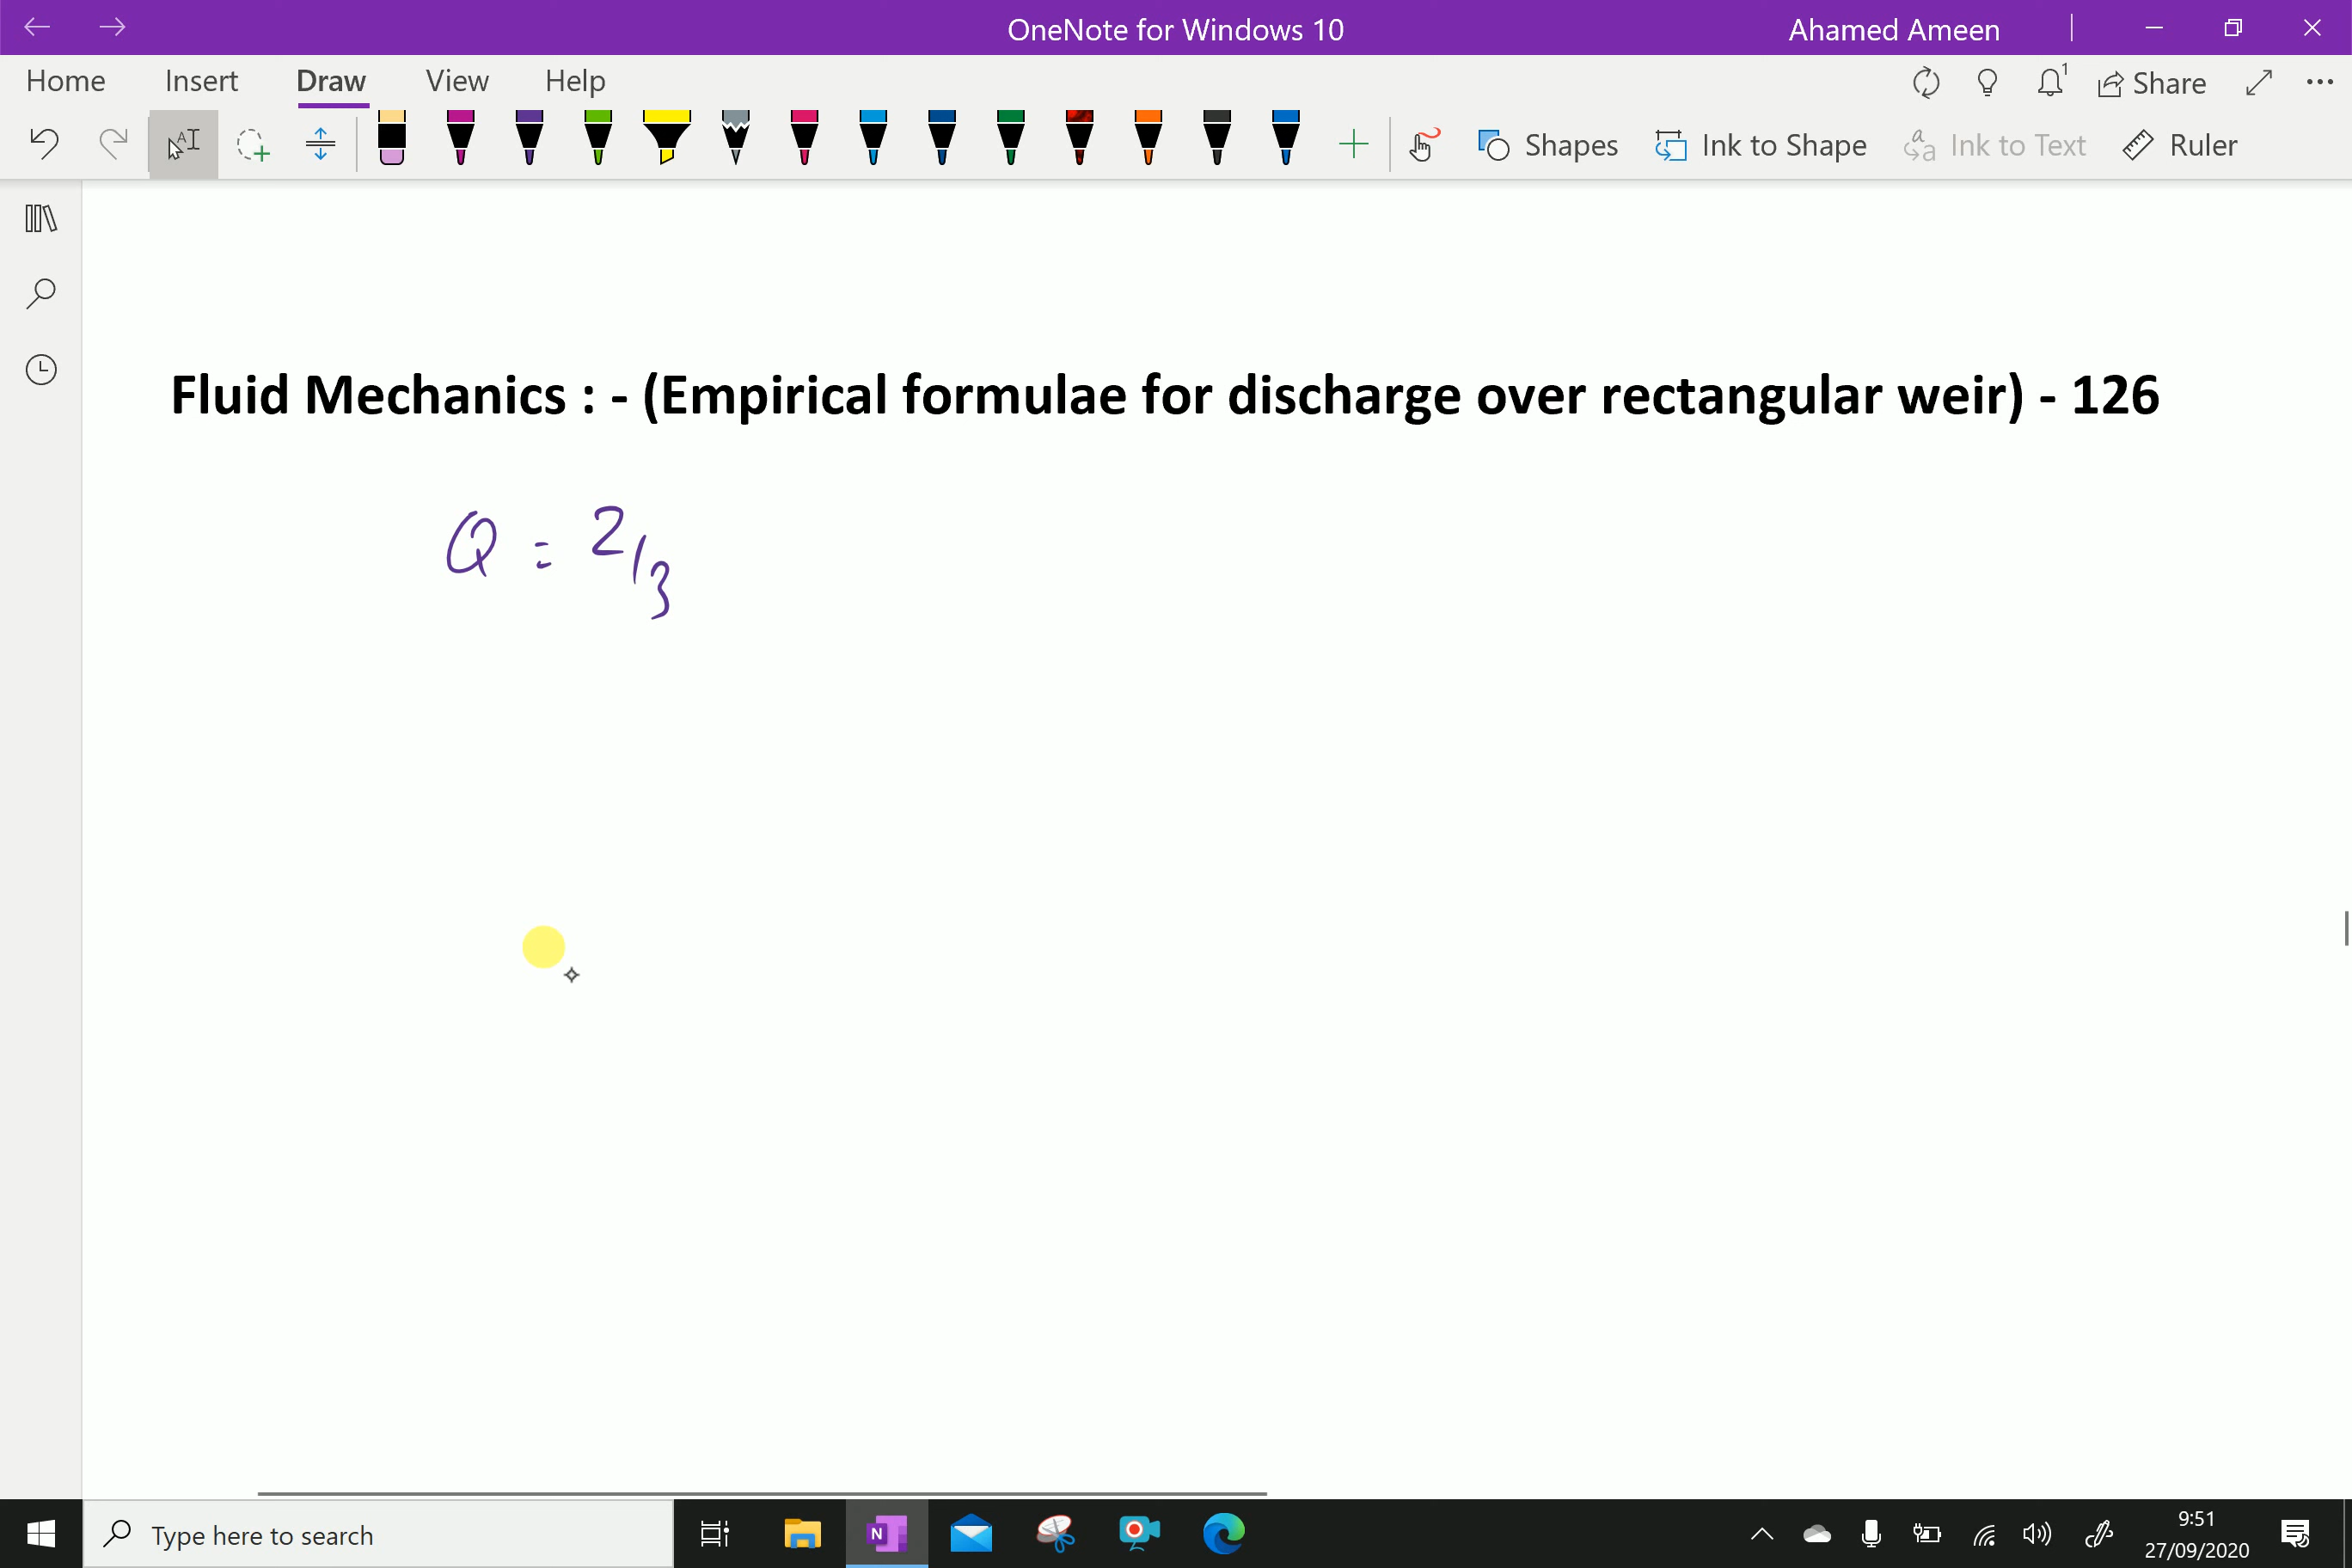 OneNote for Windows 10
Ahamed Ameen
Home Insert Draw View Help
1
Share
Shapes Ink to Shape Ink to Text Ruler
Fluid Mechanics : - (Empirical formulae for discharge over rectangular weir) - 126
Q = 2/3
Type here to search
9:51
27/09/2020